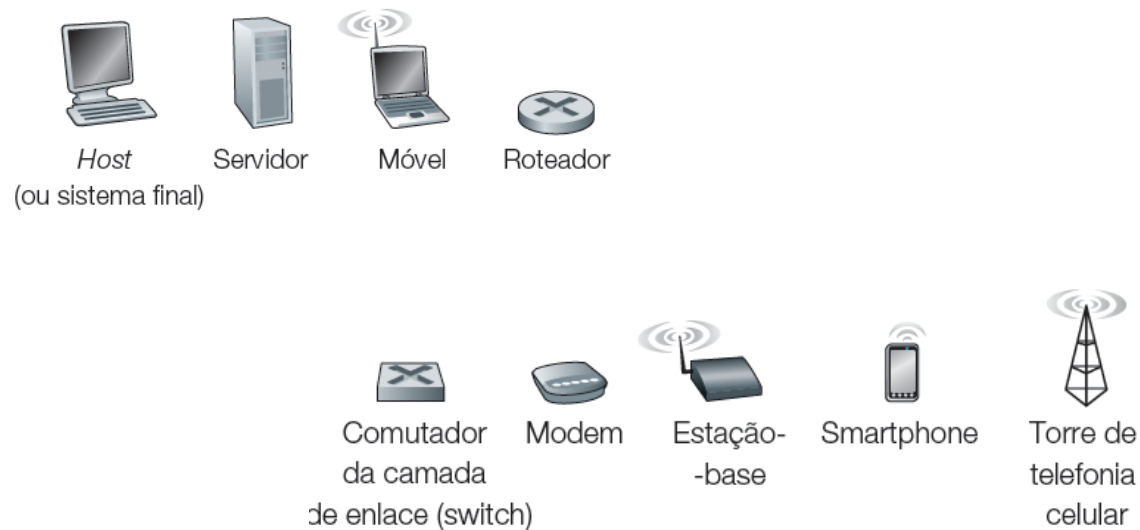 Host Servidor Móvel Roteador
(ou sistema final)
Comutador Modem Estação- Smartphone Torre de
da camada -base telefonia
de enlace (switch) celular